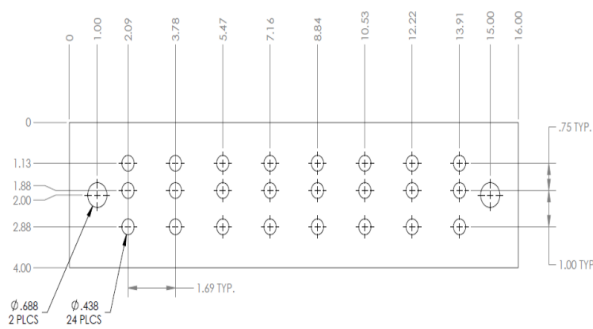 0
1.00
2.09
3.78
5.47
7.16
8.84
10.53
12.22
13.91
15.00
16.00
0
.75 TYP.
1.13
1.88
2.00
2.88
4.00
1.00 TYP.
1.69 TYP.
Ø.688
2 PLCS
Ø.438
24 PLCS